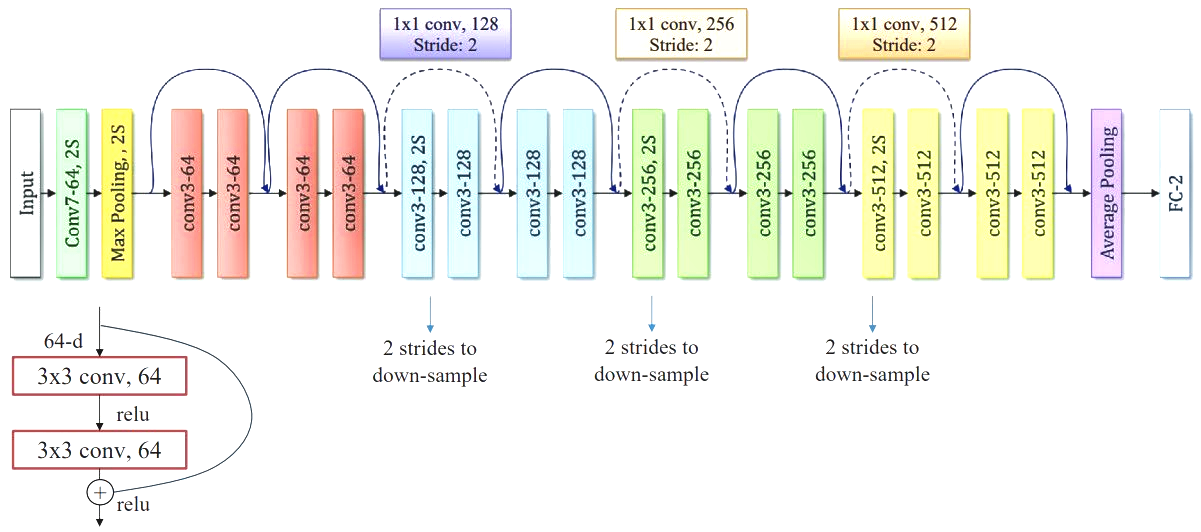 1x1 conv, 128
Stride: 2
1x1 conv, 256
Stride: 2
1x1 conv, 512
Stride: 2
Input
Conv7-64, 2S
Max Pooling, , 2S
conv3-64
conv3-64
conv3-64
conv3-64
conv3-128, 2S
conv3-128
conv3-128
conv3-128
conv3-256, 2S
conv3-256
conv3-256
conv3-256
conv3-512, 2S
conv3-512
conv3-512
conv3-512
Average Pooling
FC-2
2 strides to
down-sample
2 strides to
down-sample
2 strides to
down-sample
64-d
3x3 conv, 64
relu
3x3 conv, 64
+
relu